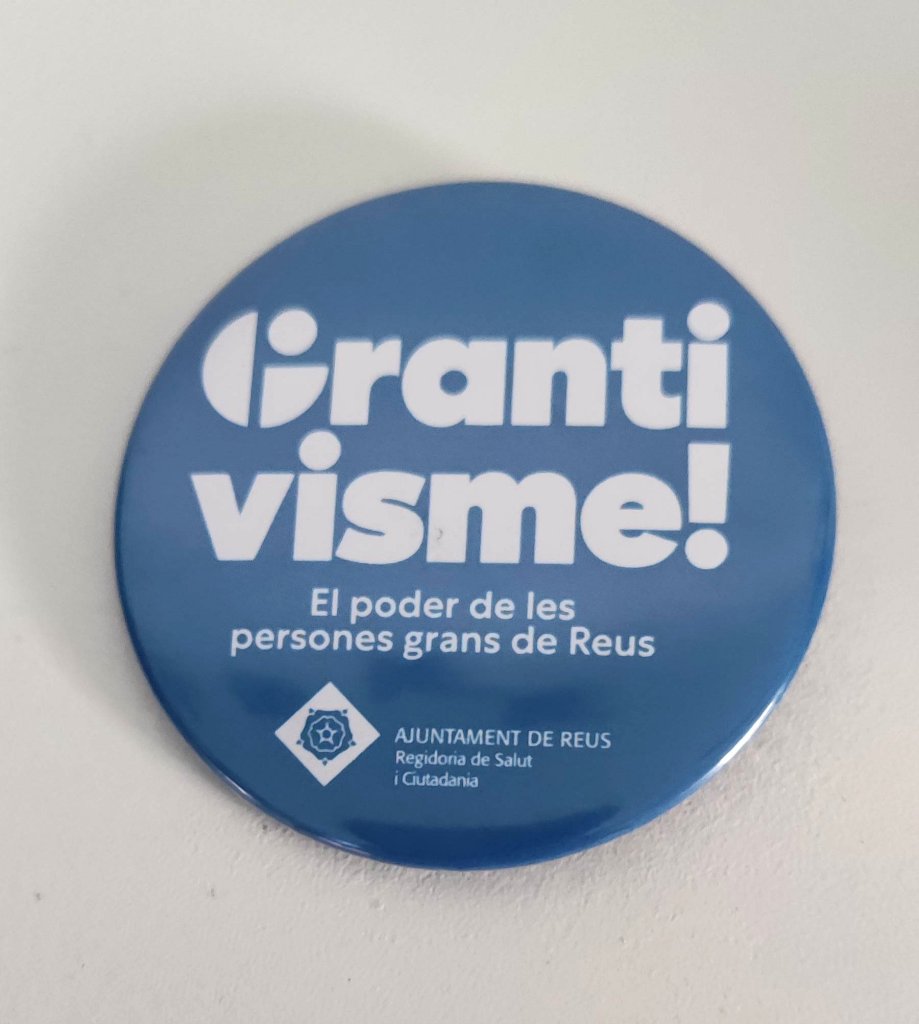 Granti
visme!
El poder de les
persones grans de Reus
AJUNTAMENT DE REUS
Regidoria de Salut
i Ciutadania